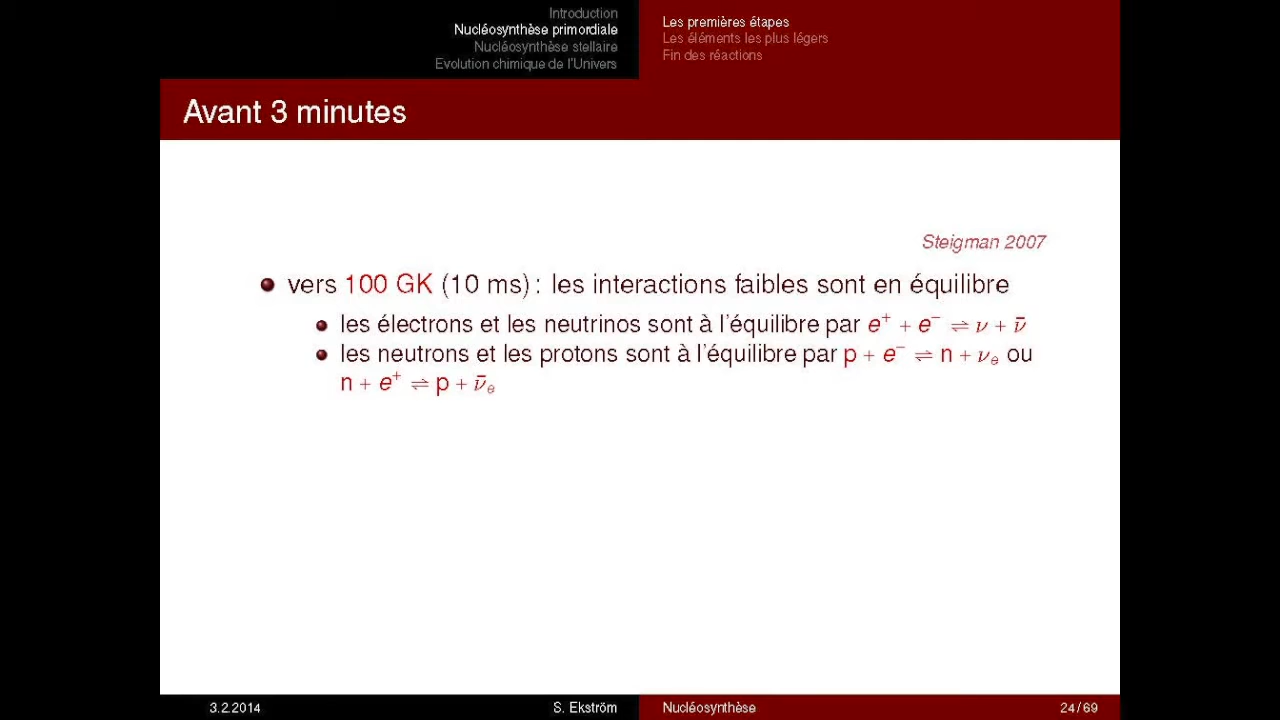 Introduction
Nucléosynthèse primordiale
Nucléosynthèse stellaire
Evolution chimique de l'Univers
Les premières étapes
Les éléments les plus légers
Fin des réactions
Avant 3 minutes
Steigman 2007
vers 100 GK (10 ms) : les interactions faibles sont en équilibre
les électrons et les neutrinos sont à l'équilibre par e⁺ + e⁻ ⇌ ν + ν̄
les neutrons et les protons sont à l'équilibre par p + e⁻ ⇌ n + νₑ ou
n + e⁺ ⇌ p + ν̄ₑ
3.2.2014
S. Ekström
Nucléosynthèse
24/69